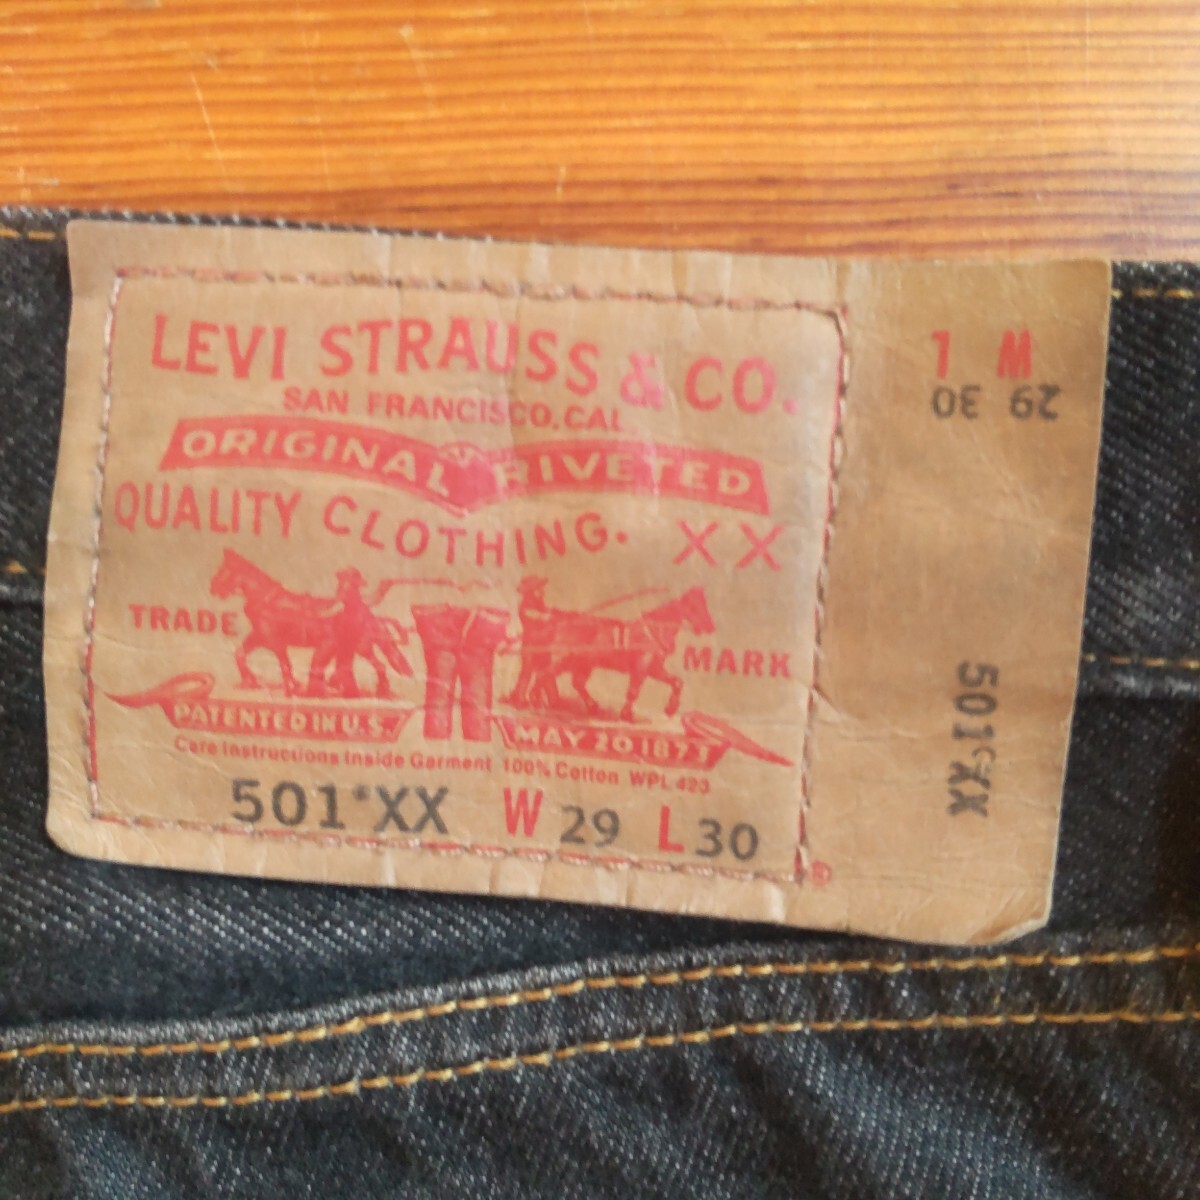 LEVI STRAUSS & CO.
SAN FRANCISCO, CAL.
ORIGINAL RIVETED
QUALITY CLOTHING. XX
TRADE MARK
PATENTED IN U.S. MAY 20 1873
Care Instructions Inside Garment 100% Cotton WPL 423
501®XX W 29 L 30
®
W L
29 30
501®XX